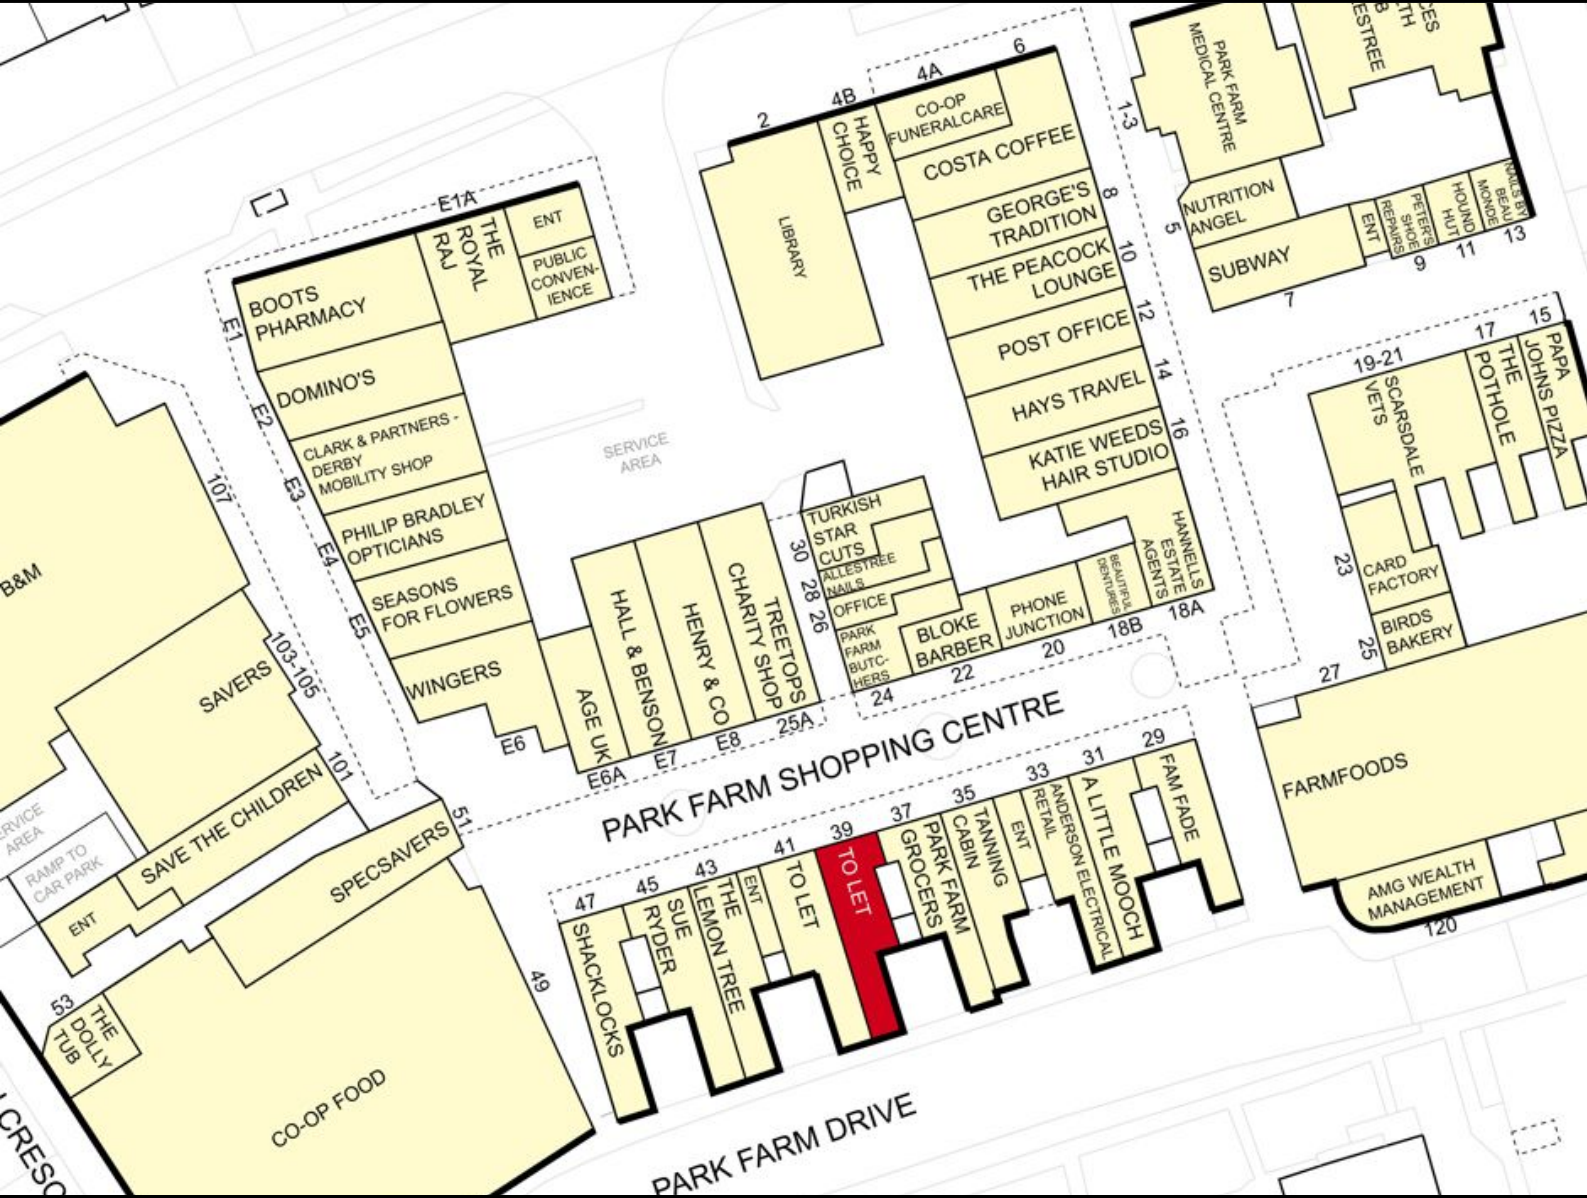 E1A
THE
ROYAL
RAJ
ENT
PUBLIC
CONVEN-
IENCE
E1
BOOTS
PHARMACY
E2
DOMINO'S
E3
CLARK & PARTNERS -
DERBY
MOBILITY SHOP
E4
PHILIP BRADLEY
OPTICIANS
E5
SEASONS
FOR FLOWERS
WINGERS
E6
AGE UK
E6A
HALL & BENSON
E7
HENRY & CO
E8
TREETOPS
CHARITY SHOP
25A
SERVICE
AREA
2
LIBRARY
4B
HAPPY
CHOICE
4A
CO-OP
FUNERALCARE
6
COSTA COFFEE
8
GEORGE'S
TRADITION
10
THE PEACOCK
LOUNGE
12
POST OFFICE
14
HAYS TRAVEL
16
KATIE WEEDS
HAIR STUDIO
HANNELLS
ESTATE
AGENTS
18A
BEAUTIFUL
DENTURES
18B
PHONE
JUNCTION
20
BLOKE
BARBER
22
PARK
FARM
BUTC-
HERS
24
OFFICE
26
ALLESTREE
NAILS
28
TURKISH
STAR
CUTS
30
1-3
PARK FARM
MEDICAL CENTRE
CES
TH
B
ESTREE
5
NUTRITION
ANGEL
SUBWAY
7
ENT
PETER'S
SHOE
REPAIRS
9
HOUND
HUT
11
NAILS BY
BEAU
MONDE
13
15
PAPA
JOHNS PIZZA
17
THE
POTHOLE
19-21
SCARSDALE
VETS
23
CARD
FACTORY
25
BIRDS
BAKERY
27
FARMFOODS
AMG WEALTH
MANAGEMENT
120
PARK FARM SHOPPING CENTRE
29
FAM FADE
31
A LITTLE MOOCH
33
ANDERSON ELECTRICAL
RETAIL
ENT
35
TANNING
CABIN
37
PARK FARM
GROCERS
39
TO LET
41
TO LET
ENT
43
THE
LEMON TREE
45
SUE
RYDER
47
SHACKLOCKS
49
CO-OP FOOD
51
SPECSAVERS
53
THE
DOLLY
TUB
101
SAVE THE CHILDREN
ENT
103-105
SAVERS
107
B&M
ERVICE
AREA
RAMP TO
CAR PARK
PARK FARM DRIVE
CRESC